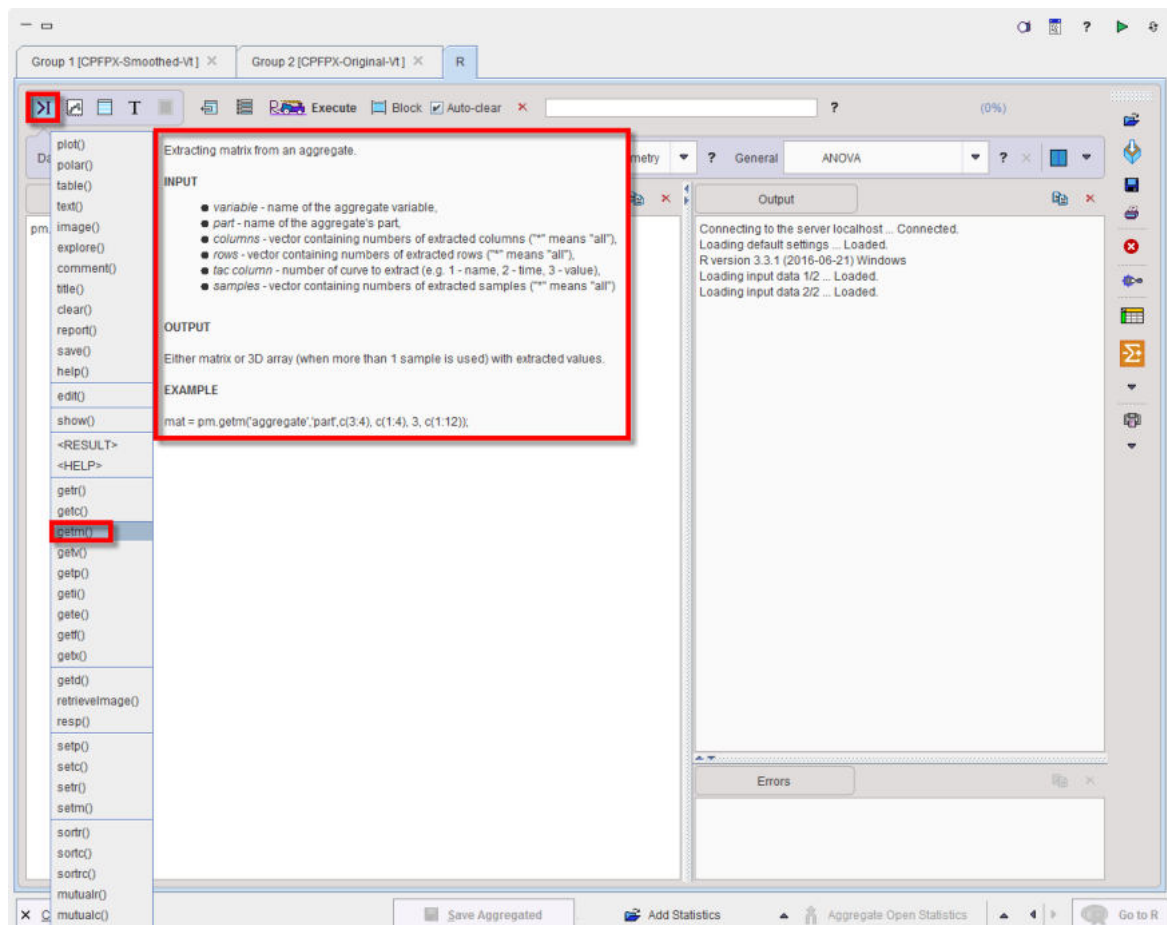 ?
Group 1 [CPFPX-Smoothed-Vt]
Group 2 [CPFPX-Original-Vt]
R
T
Execute
Block
Auto-clear
?
(0%)
plot()
polar()
table()
text()
image()
explore()
comment()
title()
clear()
report()
save()
help()
edit()
show()
<RESULT>
<HELP>
getr()
getc()
getm()
getv()
getp()
geti()
gete()
getf()
getx()
getd()
retrieveImage()
resp()
setp()
setc()
setr()
setm()
sortr()
sortc()
sortrc()
mutualr()
mutualc()
Extracting matrix from an aggregate.
INPUT
variable - name of the aggregate variable,
part - name of the aggregate's part,
columns - vector containing numbers of extracted columns ("*" means "all"),
rows - vector containing numbers of extracted rows ("*" means "all"),
tac column - number of curve to extract (e.g. 1 - name, 2 - time, 3 - value),
samples - vector containing numbers of extracted samples ("*" means "all")
OUTPUT
Either matrix or 3D array (when more than 1 sample is used) with extracted values.
EXAMPLE
mat = pm.getm('aggregate','part',c(3:4), c(1:4), 3, c(1:12));
pm.
? General ANOVA ?
Output
Connecting to the server localhost ... Connected.
Loading default settings ... Loaded.
R version 3.3.1 (2016-06-21) Windows
Loading input data 1/2 ... Loaded.
Loading input data 2/2 ... Loaded.
Errors
Save Aggregated
Add Statistics
Aggregate Open Statistics
Go to R